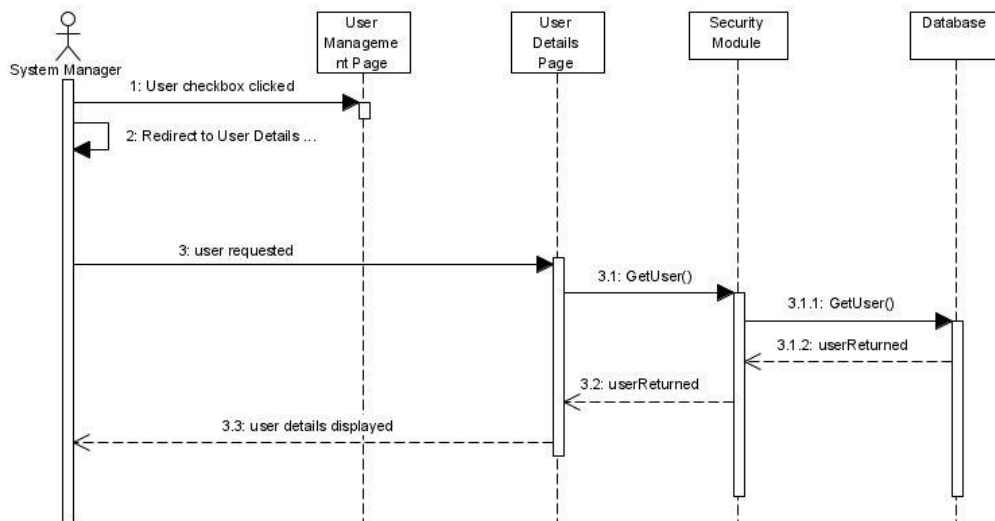 User
Manageme
nt Page
User
Details
Page
Security
Module
Database
System Manager
1: User checkbox clicked
2: Redirect to User Details ...
3: user requested
3.1: GetUser()
3.1.1: GetUser()
3.1.2: userReturned
3.2: userReturned
3.3: user details displayed